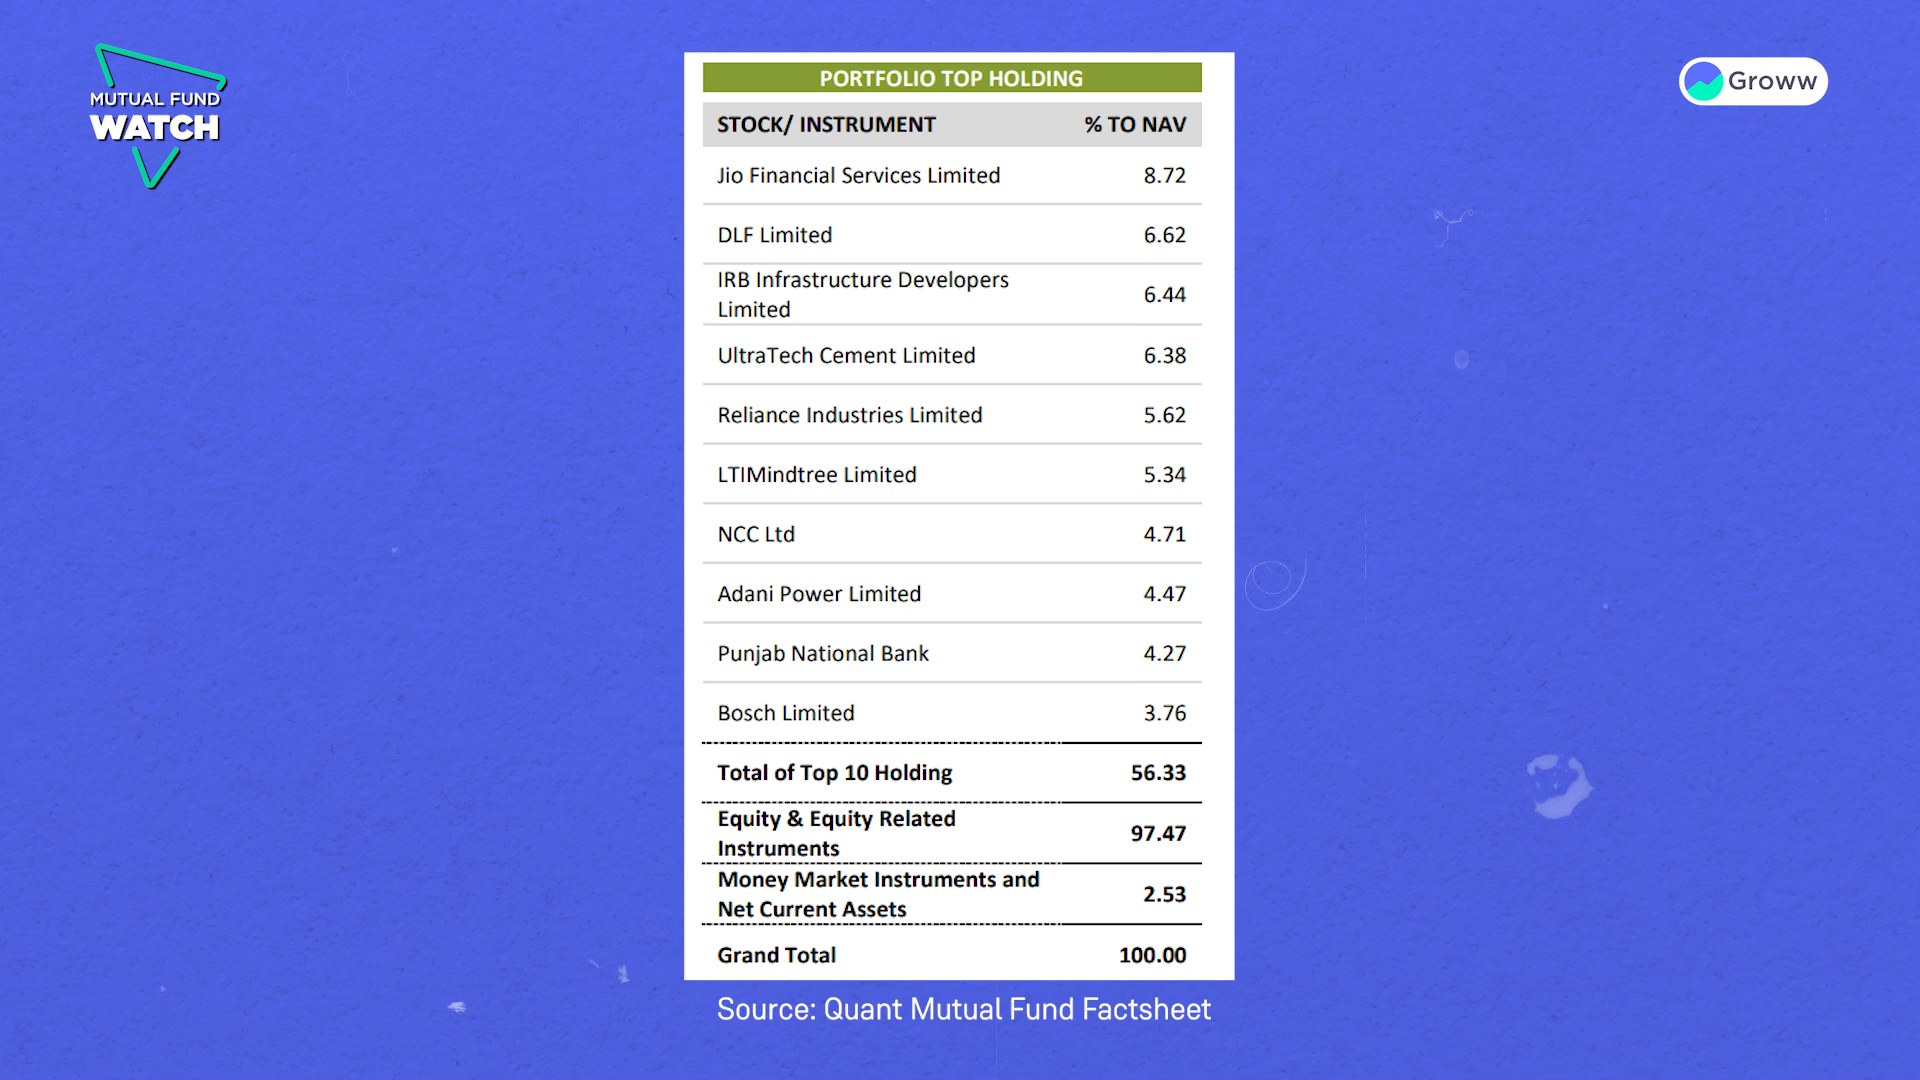 MUTUAL FUND
WATCH
Groww
PORTFOLIO TOP HOLDING
STOCK/ INSTRUMENT % TO NAV
Jio Financial Services Limited 8.72
DLF Limited 6.62
IRB Infrastructure Developers
Limited 6.44
UltraTech Cement Limited 6.38
Reliance Industries Limited 5.62
LTIMindtree Limited 5.34
NCC Ltd 4.71
Adani Power Limited 4.47
Punjab National Bank 4.27
Bosch Limited 3.76
Total of Top 10 Holding 56.33
Equity & Equity Related
Instruments 97.47
Money Market Instruments and
Net Current Assets 2.53
Grand Total 100.00
Source: Quant Mutual Fund Factsheet